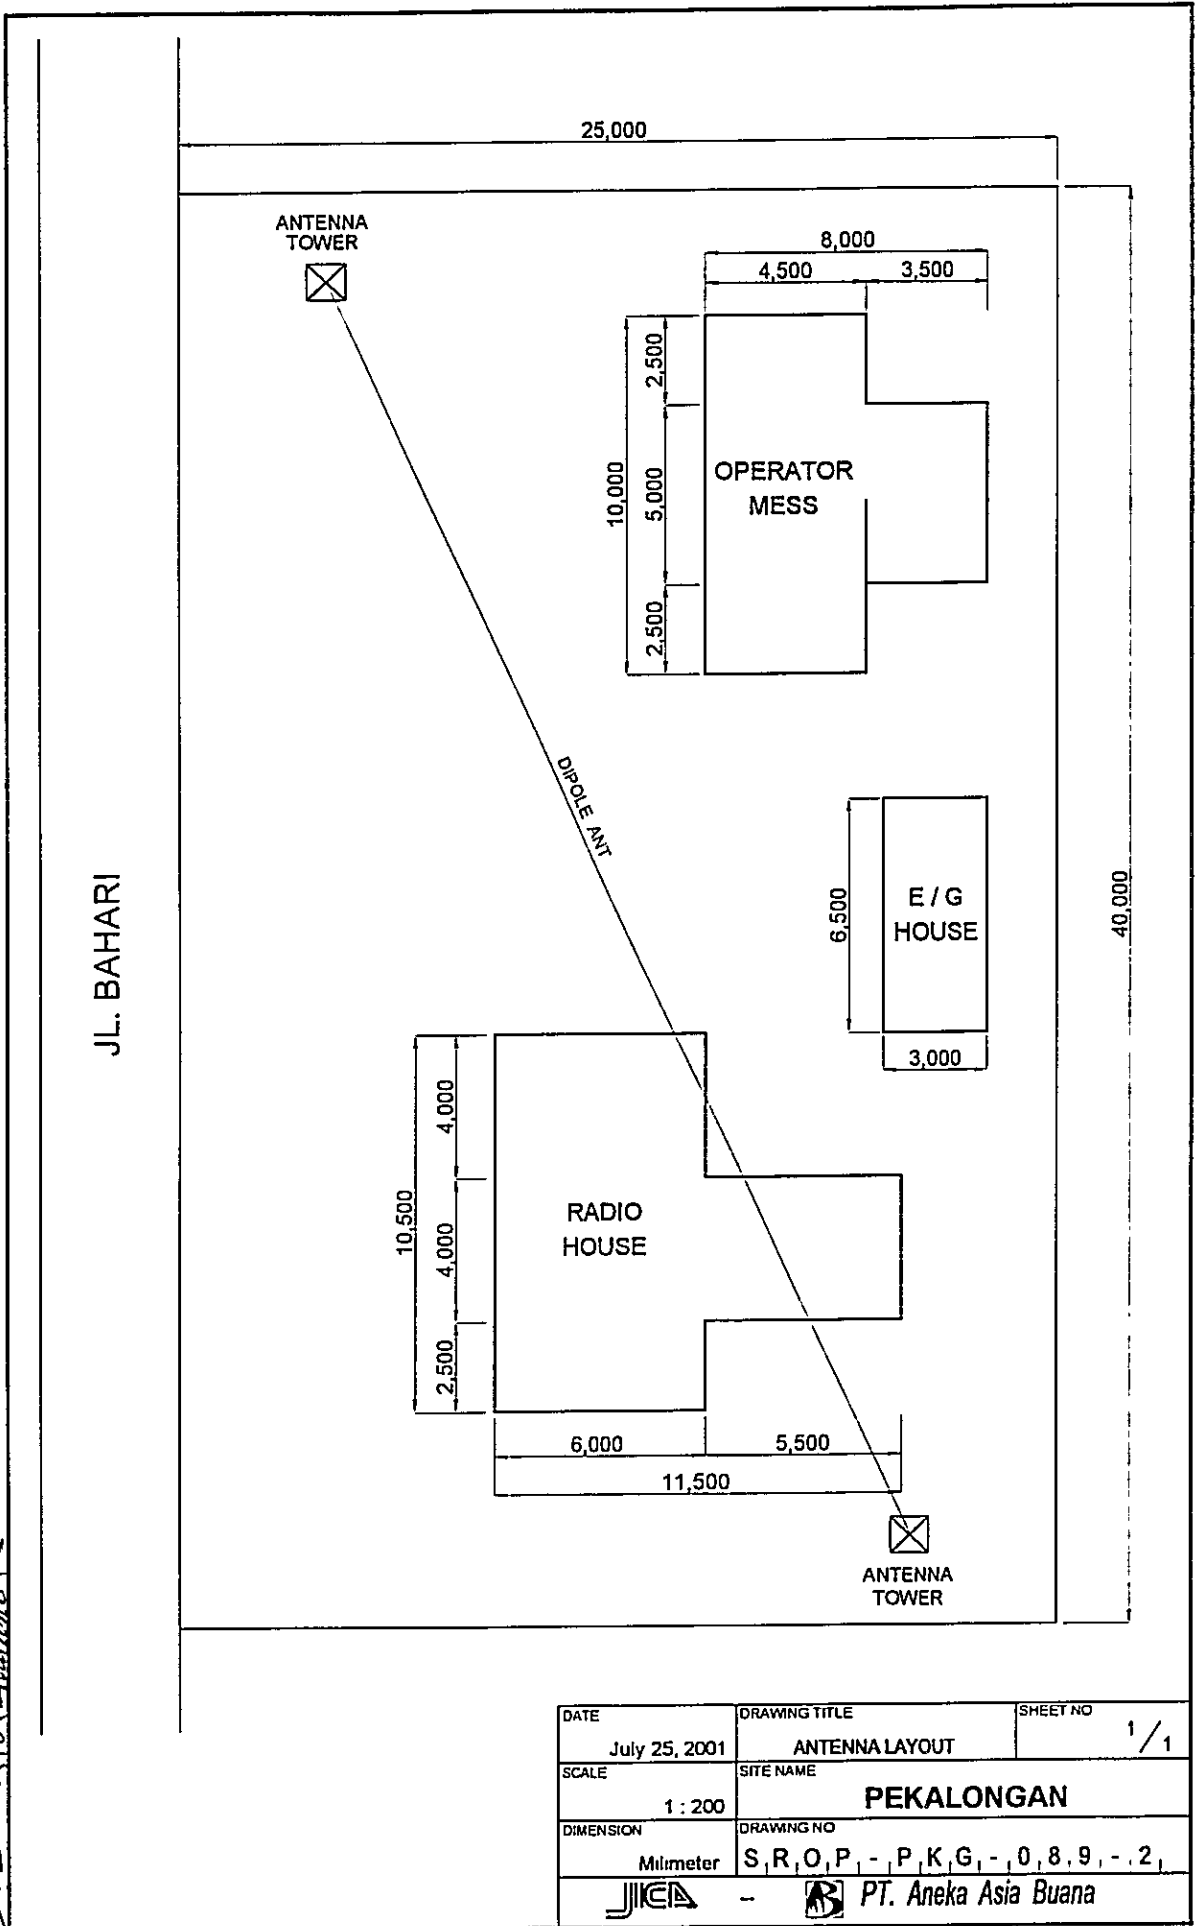 25,000
ANTENNA
TOWER
8,000
4,500
3,500
2,500
10,000
5,000
2,500
OPERATOR
MESS
DIPOLE ANT
JL. BAHARI
6,500
E / G
HOUSE
3,000
40,000
4,000
10,500
4,000
2,500
RADIO
HOUSE
6,000
5,500
11,500
ANTENNA
TOWER
DATE
July 25, 2001
DRAWING TITLE
ANTENNA LAYOUT
SHEET NO
1/1
SCALE
1 : 200
SITE NAME
PEKALONGAN
DIMENSION
Milimeter
DRAWING NO
S,R,O,P,-,P,K,G,-,0,8,9,-,2,
JICA - PT. Aneka Asia Buana